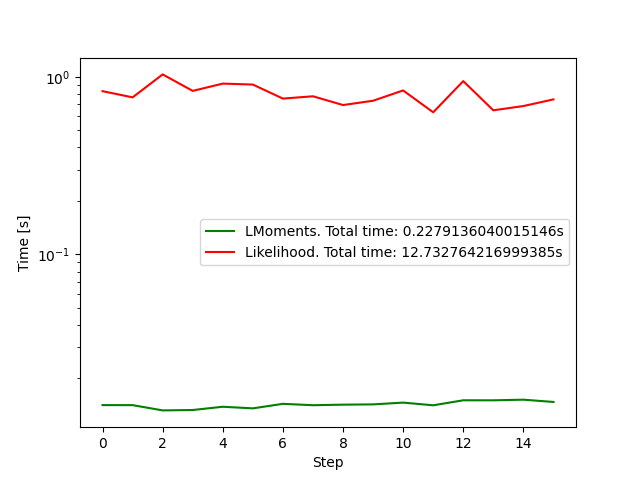 10⁰
Time [s]
LMoments. Total time: 0.2279136040015146s
Likelihood. Total time: 12.732764216999385s
10⁻¹
0 2 4 6 8 10 12 14
Step